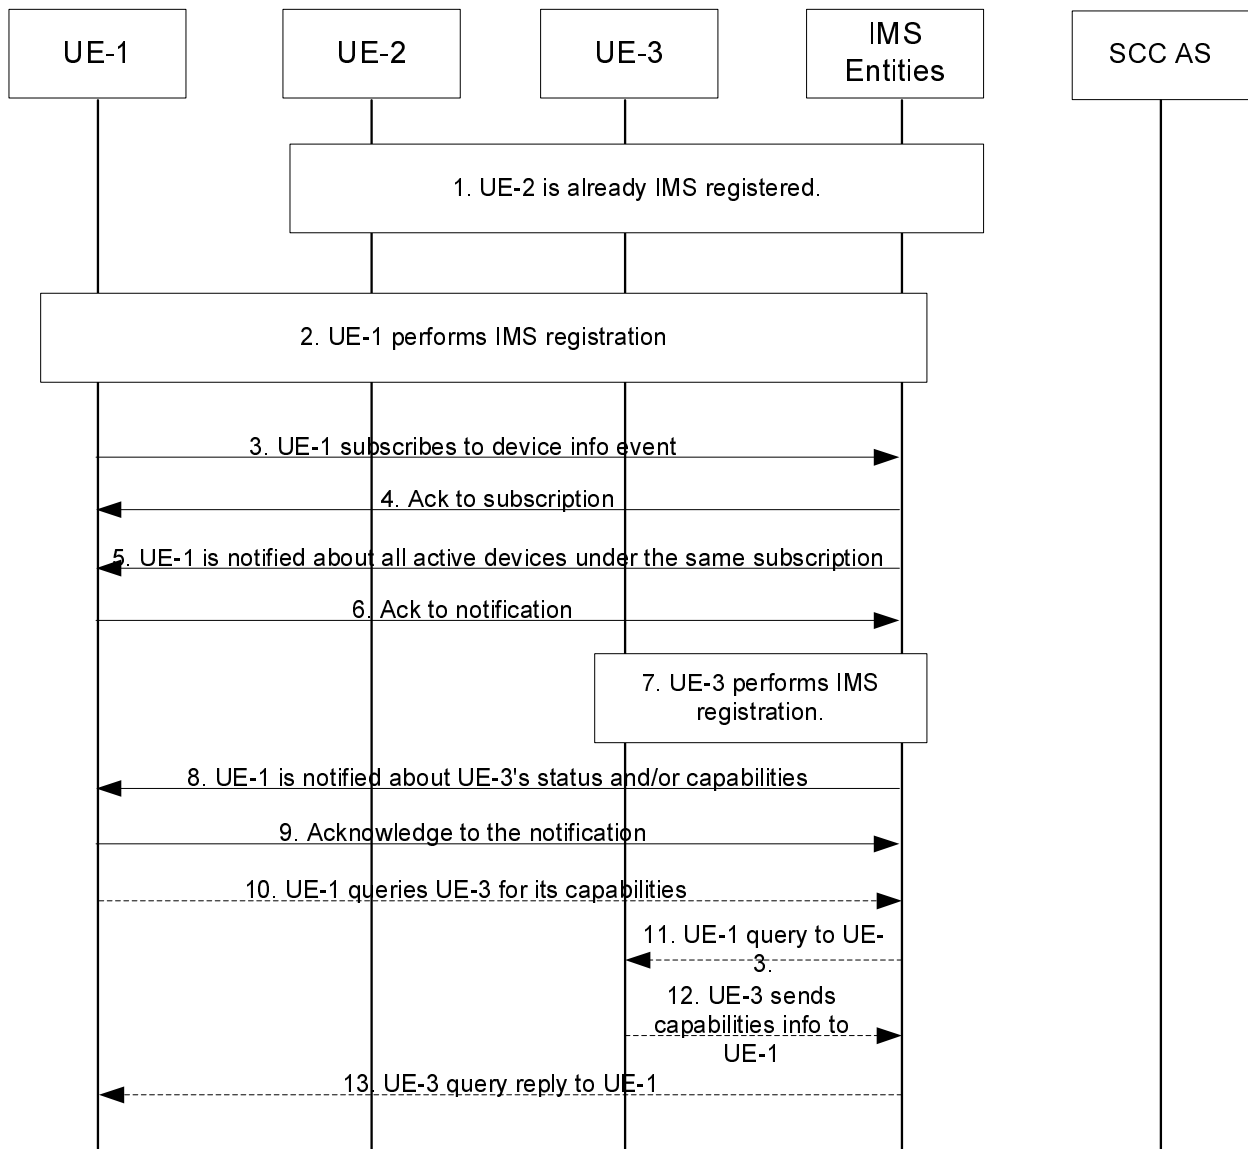 UE-1
UE-2
UE-3
IMS
Entities
SCC AS
1. UE-2 is already IMS registered.
2. UE-1 performs IMS registration
3. UE-1 subscribes to device info event
4. Ack to subscription
5. UE-1 is notified about all active devices under the same subscription
6. Ack to notification
7. UE-3 performs IMS
registration.
8. UE-1 is notified about UE-3's status and/or capabilities
9. Acknowledge to the notification
10. UE-1 queries UE-3 for its capabilities
11. UE-1 query to UE-
3.
12. UE-3 sends
capabilities info to
UE-1
13. UE-3 query reply to UE-1